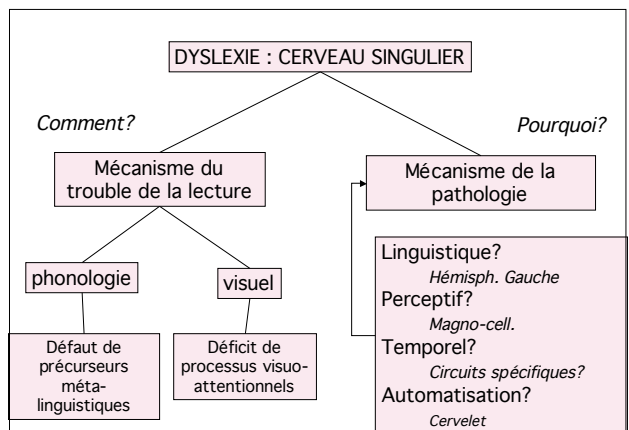 DYSLEXIE : CERVEAU SINGULIER
Comment?
Pourquoi?
Mécanisme du
trouble de la lecture
Mécanisme de la
pathologie
phonologie
visuel
Défaut de
précurseurs
méta-
linguistiques
Déficit de
processus visuo-
attentionnels
Linguistique?
Hémisph. Gauche
Perceptif?
Magno-cell.
Temporel?
Circuits spécifiques?
Automatisation?
Cervelet